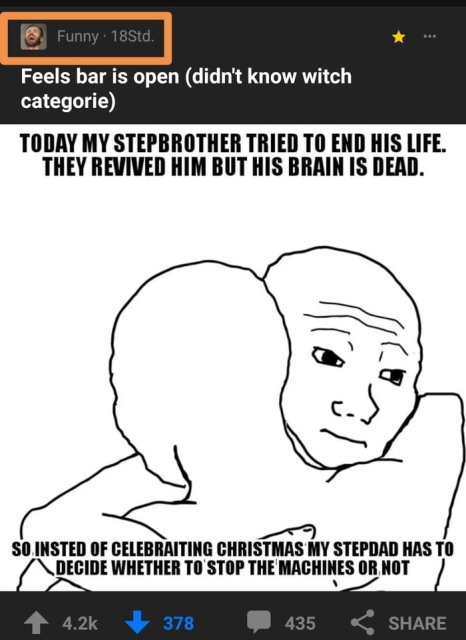 Funny · 18Std.
Feels bar is open (didn't know witch
categorie)
TODAY MY STEPBROTHER TRIED TO END HIS LIFE.
THEY REVIVED HIM BUT HIS BRAIN IS DEAD.
SO INSTED OF CELEBRAITING CHRISTMAS MY STEPDAD HAS TO
DECIDE WHETHER TO STOP THE MACHINES OR NOT
4.2k 378 435 SHARE